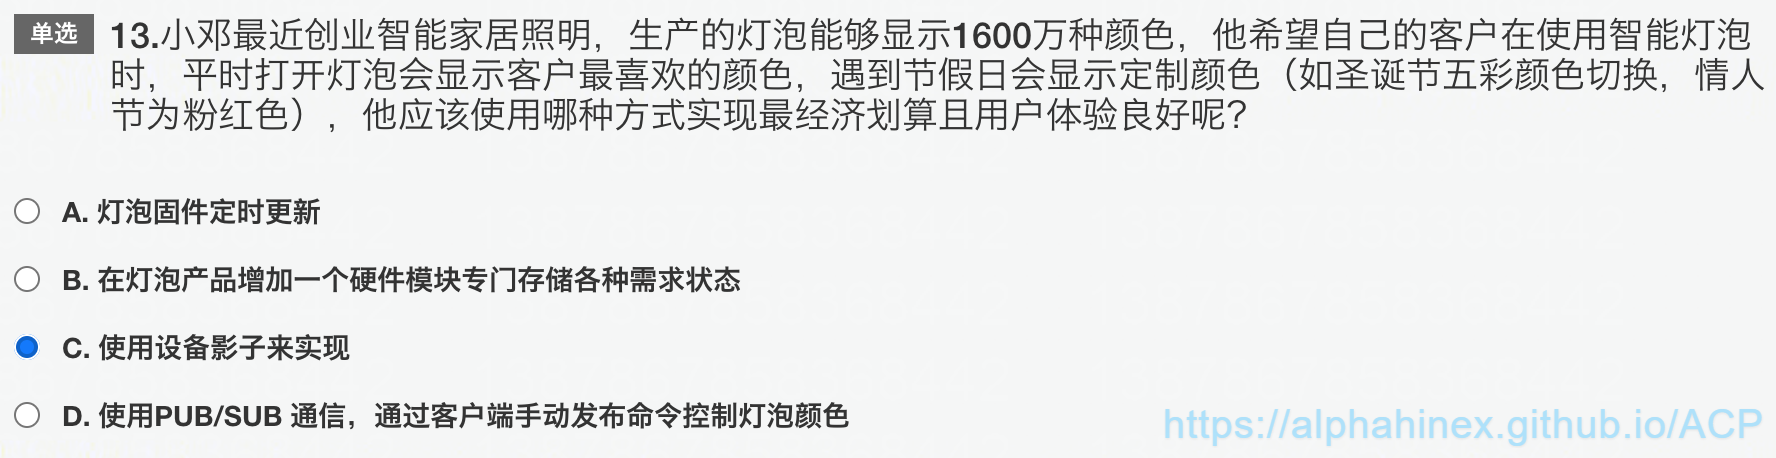 单选
13.小邓最近创业智能家居照明，生产的灯泡能够显示1600万种颜色，他希望自己的客户在使用智能灯泡
时，平时打开灯泡会显示客户最喜欢的颜色，遇到节假日会显示定制颜色（如圣诞节五彩颜色切换，情人
节为粉红色），他应该使用哪种方式实现最经济划算且用户体验良好呢？
A. 灯泡固件定时更新
B. 在灯泡产品增加一个硬件模块专门存储各种需求状态
C. 使用设备影子来实现
D. 使用PUB/SUB 通信，通过客户端手动发布命令控制灯泡颜色
https://alphahinex.github.io/ACP